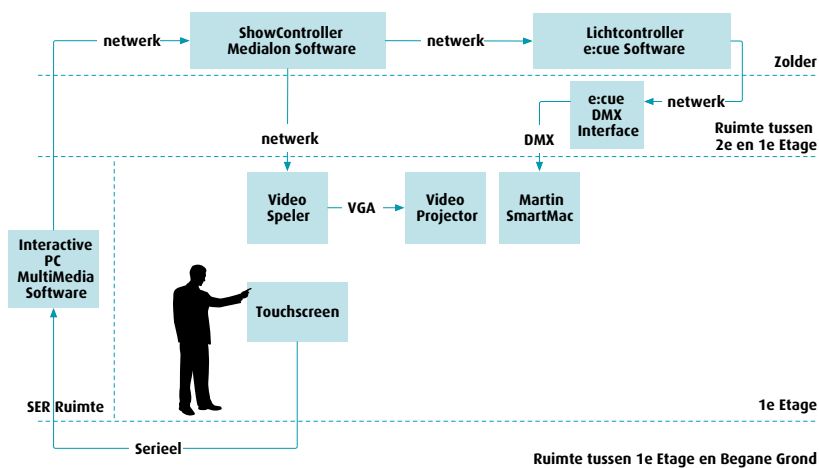 netwerk
ShowController
Medialon Software
netwerk
Lichtcontroller
e:cue Software
Zolder
netwerk
DMX
e:cue
DMX
Interface
netwerk
Ruimte tussen
2e en 1e Etage
Video
Speler
VGA
Video
Projector
Martin
SmartMac
Interactive
PC
MultiMedia
Software
Touchscreen
SER Ruimte
1e Etage
Serieel
Ruimte tussen 1e Etage en Begane Grond